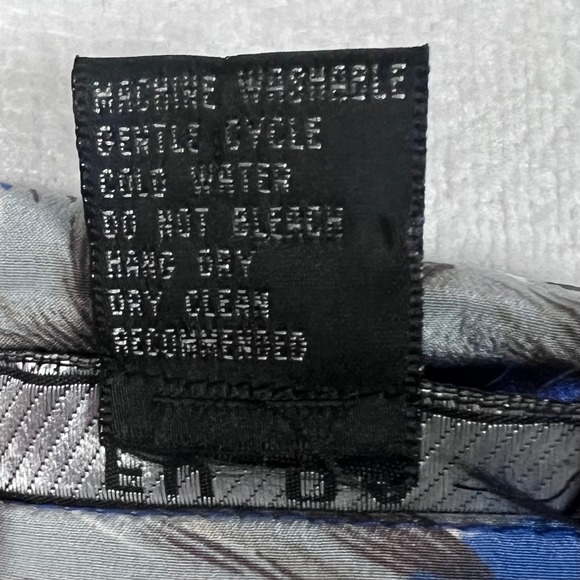 MACHINE WASHABLE
GENTLE CYCLE
COLD WATER
DO NOT BLEACH
HANG DRY
DRY CLEAN
RECOMMENDED